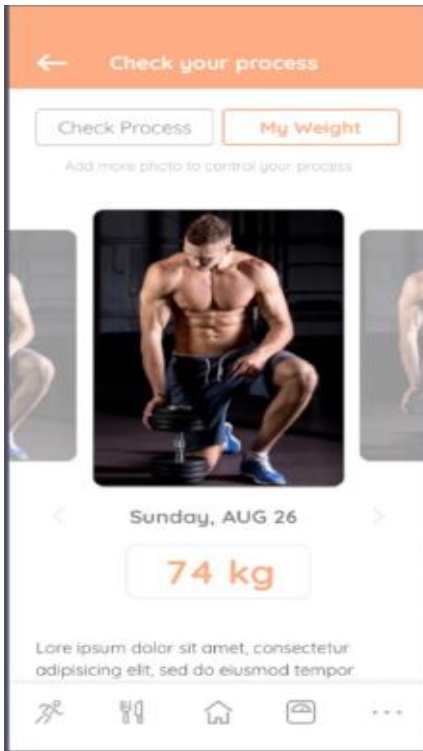 Check your process
Check Process My Weight
Add more photo to control your process
Sunday, AUG 26
74 kg
Lore ipsum dolor sit amet, consectetur
adipisicing elit, sed do eiusmod tempor